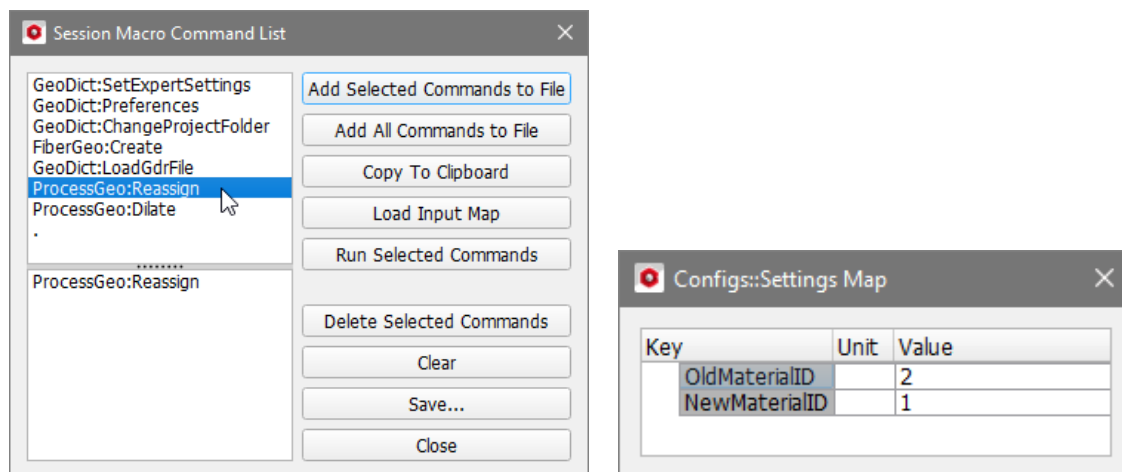 Session Macro Command List
GeoDict:SetExpertSettings
GeoDict:Preferences
GeoDict:ChangeProjectFolder
FiberGeo:Create
GeoDict:LoadGdrFile
ProcessGeo:Reassign
ProcessGeo:Dilate
.
ProcessGeo:Reassign
Add Selected Commands to File
Add All Commands to File
Copy To Clipboard
Load Input Map
Run Selected Commands
Delete Selected Commands
Clear
Save...
Close
Configs::Settings Map
Key Unit Value
OldMaterialID 2
NewMaterialID 1